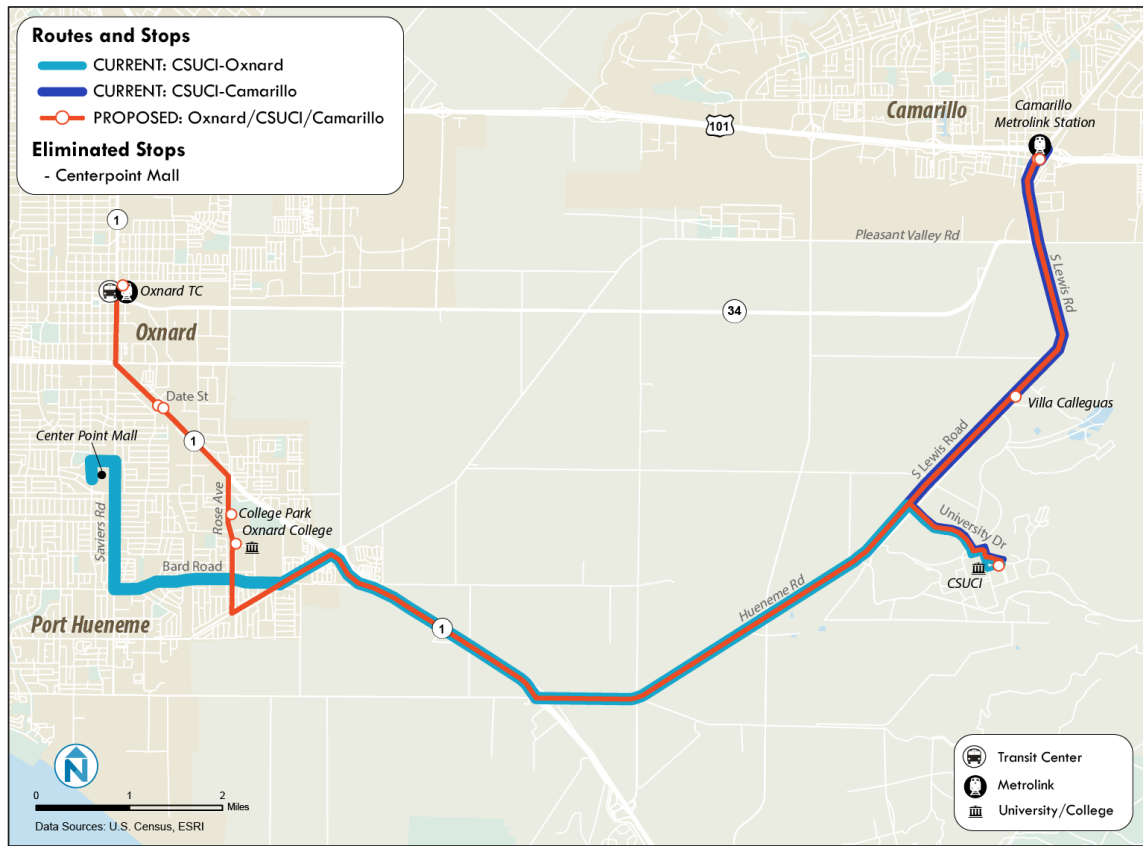 Routes and Stops
CURRENT: CSUCI-Oxnard
CURRENT: CSUCI-Camarillo
PROPOSED: Oxnard/CSUCI/Camarillo
Eliminated Stops
- Centerpoint Mall
Camarillo
Camarillo
Metrolink Station
101
1
Pleasant Valley Rd
S Lewis Rd
Oxnard TC
34
Oxnard
Date St
Villa Calleguas
1
Center Point Mall
S Lewis Road
Rose Ave
College Park
Oxnard College
Saviers Rd
University Dr
Bard Road
CSUCI
Hueneme Rd
Port Hueneme
1
N
0 1 2
Miles
Data Sources: U.S. Census, ESRI
Transit Center
Metrolink
University/College